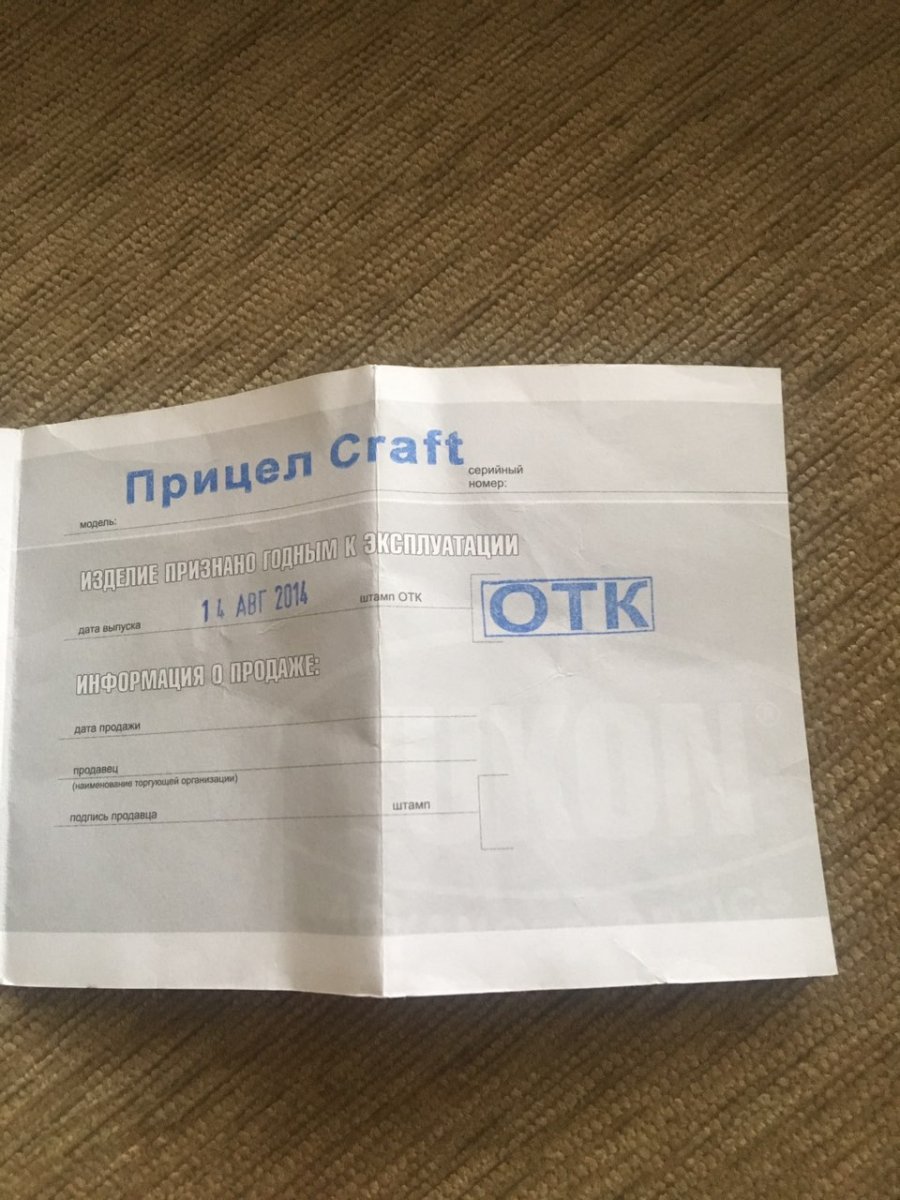 Прицел Craft
модель:
серийный
номер:
ИЗДЕЛИЕ ПРИЗНАНО ГОДНЫМ К ЭКСПЛУАТАЦИИ
дата выпуска 14 АВГ 2014 штамп ОТК ОТК
ИНФОРМАЦИЯ О ПРОДАЖЕ:
дата продажи
продавец
(наименование торгующей организации)
подпись продавца штамп